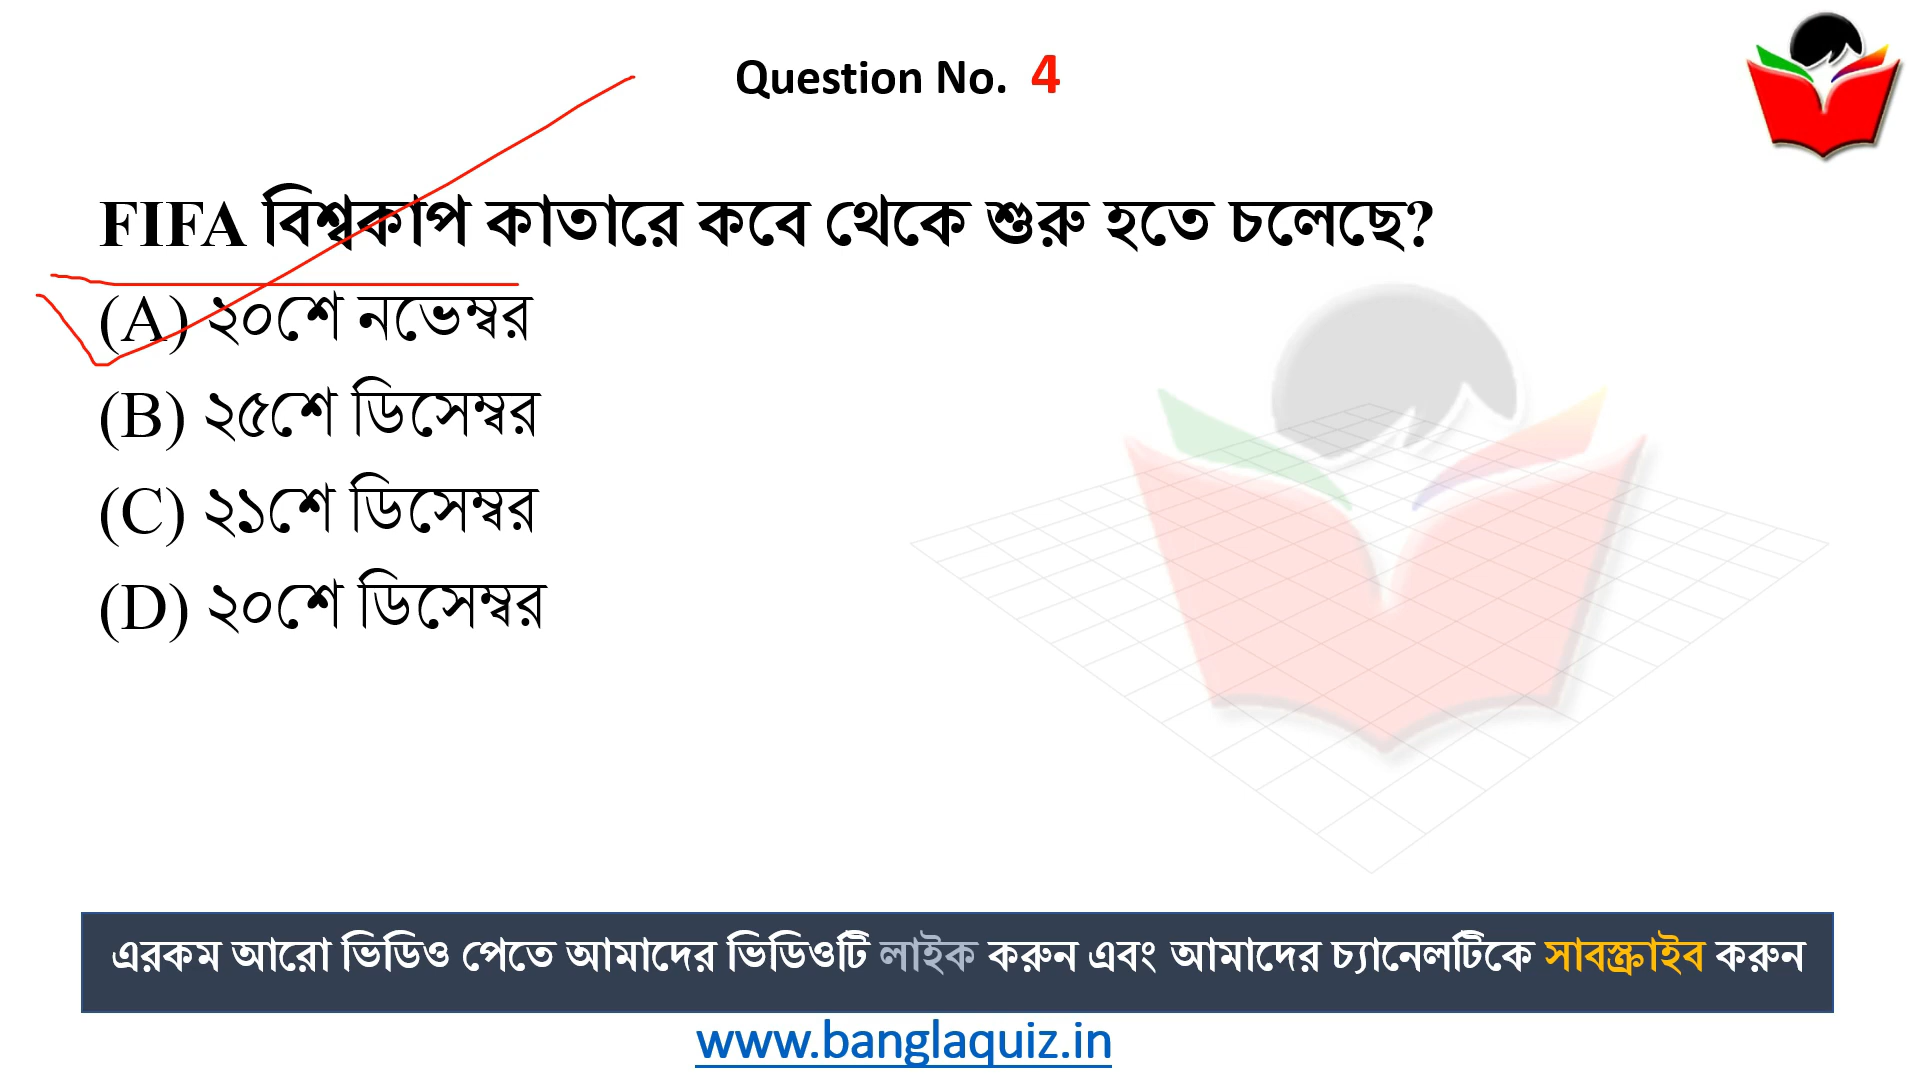 Question No. 4
FIFA বিশ্বকাপ কাতারে কবে থেকে শুরু হতে চলেছে?
(A) ২০শে নভেম্বর
(B) ২৫শে ডিসেম্বর
(C) ২১শে ডিসেম্বর
(D) ২০শে ডিসেম্বর
এরকম আরো ভিডিও পেতে আমাদের ভিডিওটি লাইক করুন এবং আমাদের চ্যানেলটিকে সাবস্ক্রাইব করুন
www.banglaquiz.in